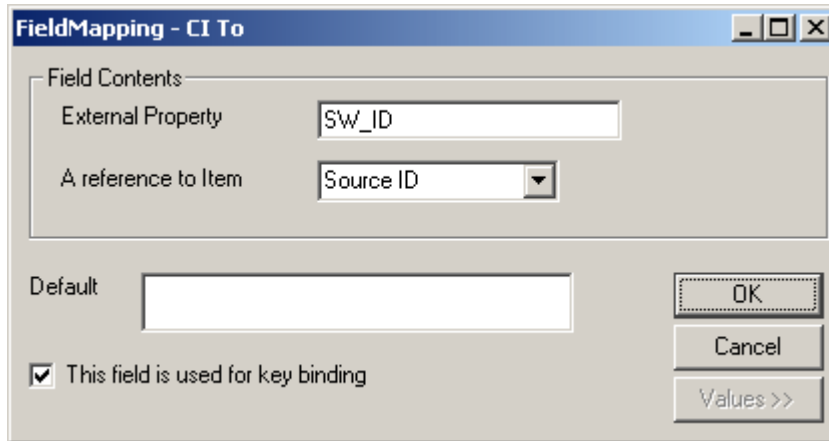 FieldMapping - CI To
Field Contents
External Property SW_ID
A reference to Item Source ID
Default
OK
Cancel
This field is used for key binding
Values >>